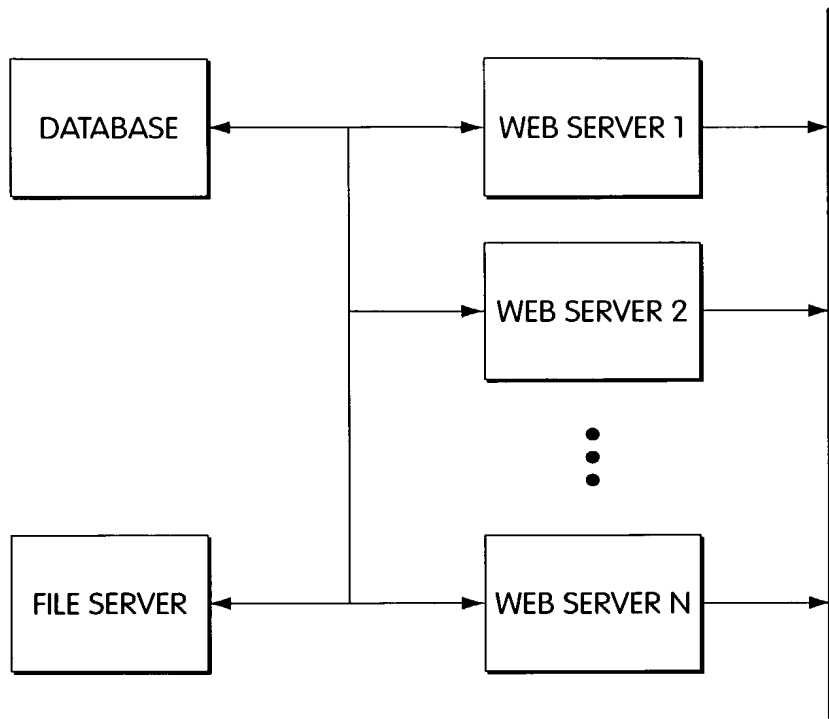 DATABASE
WEB SERVER 1
WEB SERVER 2
FILE SERVER
WEB SERVER N